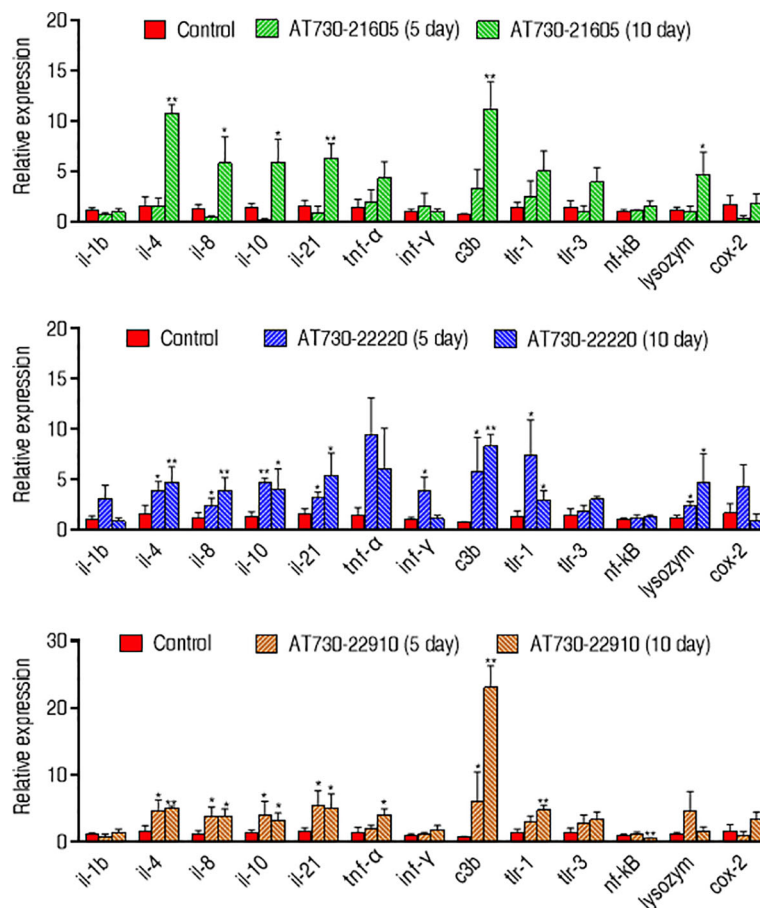 20
Control AT730-21605 (5 day) AT730-21605 (10 day)
15
10
5
0
Relative expression
** * * ** ** *
il-1b il-4 il-8 il-10 il-21 tnf-α inf-γ c3b tlr-1 tlr-3 nf-kB lysozym cox-2
20
Control AT730-22220 (5 day) AT730-22220 (10 day)
15
10
5
0
Relative expression
* ** * ** ** * * * * * ** * * * *
il-1b il-4 il-8 il-10 il-21 tnf-α inf-γ c3b tlr-1 tlr-3 nf-kB lysozym cox-2
30
Control AT730-22910 (5 day) AT730-22910 (10 day)
20
10
0
Relative expression
* ** * * * * * * * * ** ** **
il-1b il-4 il-8 il-10 il-21 tnf-α inf-γ c3b tlr-1 tlr-3 nf-kB lysozym cox-2